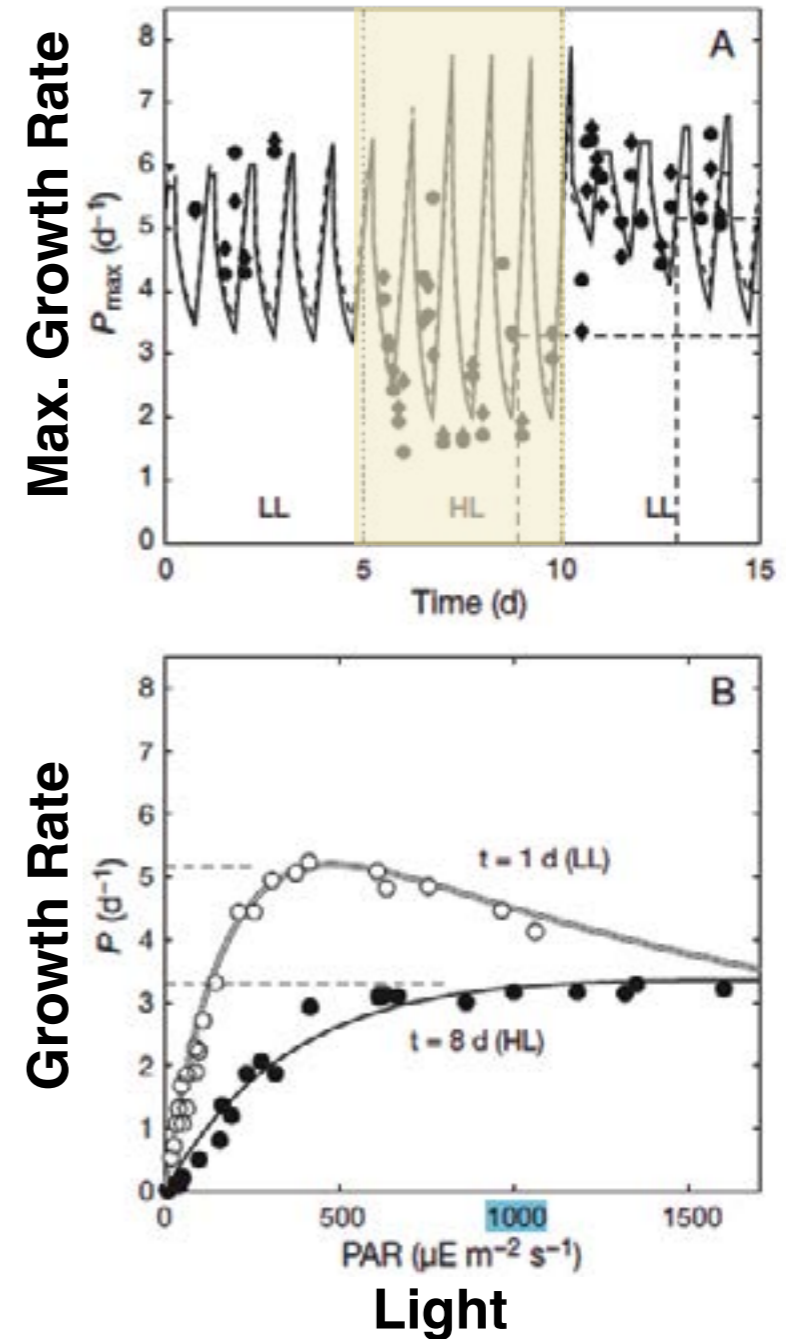 Max. Growth Rate
Pmax (d⁻¹)
A
8
7
6
5
4
3
2
1
0
LL
HL
LL
0 5 10 15
Time (d)
Growth Rate
P (d⁻¹)
B
8
7
6
5
4
3
2
1
0
t = 1 d (LL)
t = 8 d (HL)
0 500 1000 1500
PAR (µE m⁻² s⁻¹)
Light